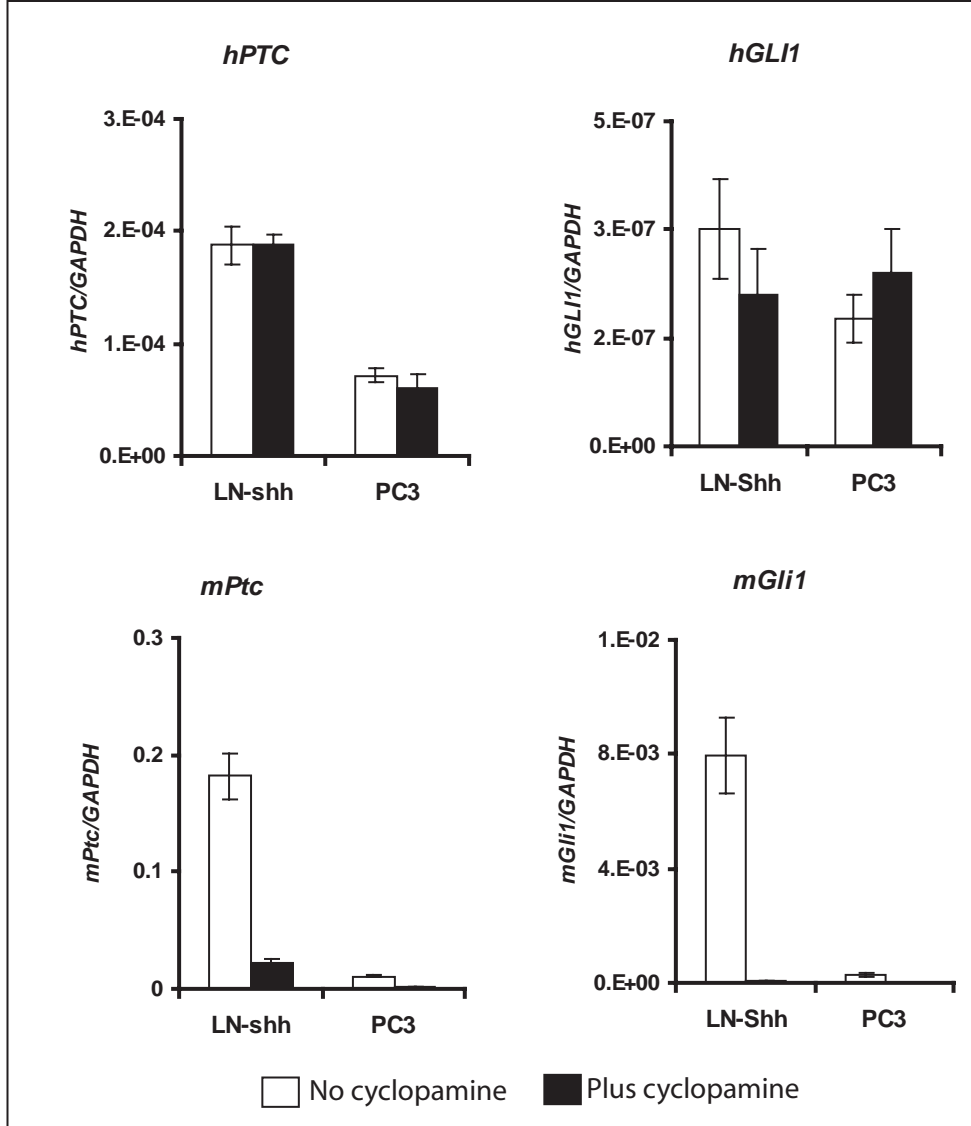 hPTC
hPTC/GAPDH
3.E-04
2.E-04
1.E-04
0.E+00
LN-shh PC3
hGLI1
hGLI1/GAPDH
5.E-07
3.E-07
2.E-07
0.E+00
LN-Shh PC3
mPtc
mPtc/GAPDH
0.3
0.2
0.1
0
LN-shh PC3
mGli1
mGli1/GAPDH
1.E-02
8.E-03
4.E-03
0.E+00
LN-Shh PC3
No cyclopamine Plus cyclopamine